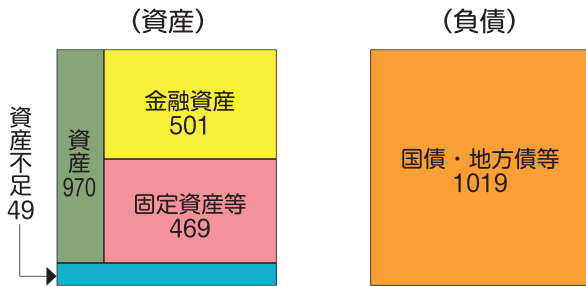 （資産）
（負債）
資産不足
49
資産
970
金融資産
501
固定資産等
469
国債・地方債等
1019